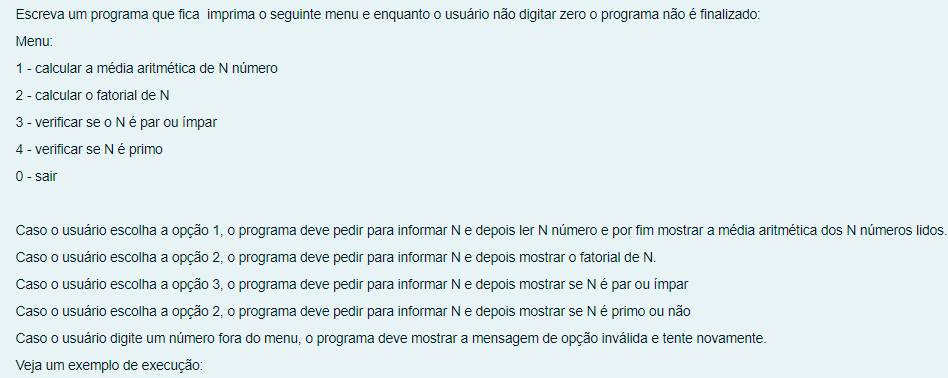 Escreva um programa que fica imprima o seguinte menu e enquanto o usuário não digitar zero o programa não é finalizado:
Menu:
1 - calcular a média aritmética de N número
2 - calcular o fatorial de N
3 - verificar se o N é par ou ímpar
4 - verificar se N é primo
0 - sair
Caso o usuário escolha a opção 1, o programa deve pedir para informar N e depois ler N número e por fim mostrar a média aritmética dos N números lidos.
Caso o usuário escolha a opção 2, o programa deve pedir para informar N e depois mostrar o fatorial de N.
Caso o usuário escolha a opção 3, o programa deve pedir para informar N e depois mostrar se N é par ou ímpar
Caso o usuário escolha a opção 2, o programa deve pedir para informar N e depois mostrar se N é primo ou não
Caso o usuário digite um número fora do menu, o programa deve mostrar a mensagem de opção inválida e tente novamente.
Veja um exemplo de execução: